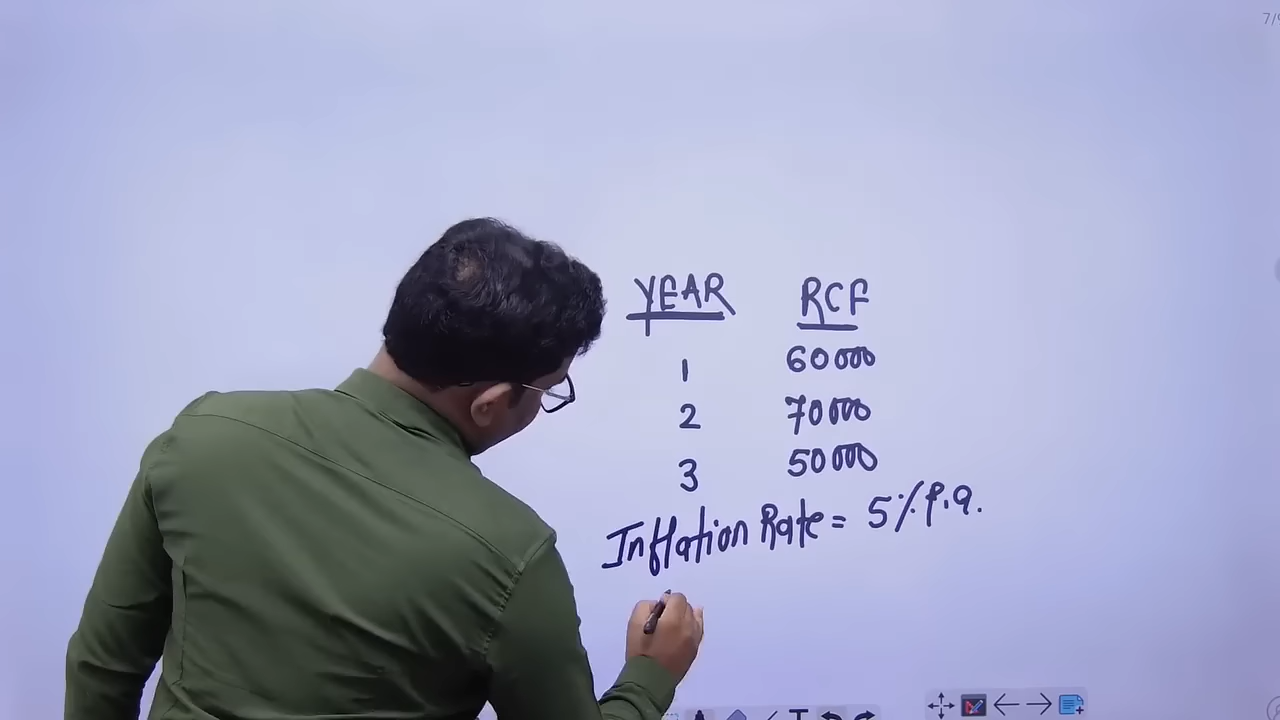 YEAR RCF
1 60000
2 70000
3 50000
Inflation Rate = 5% P.a.